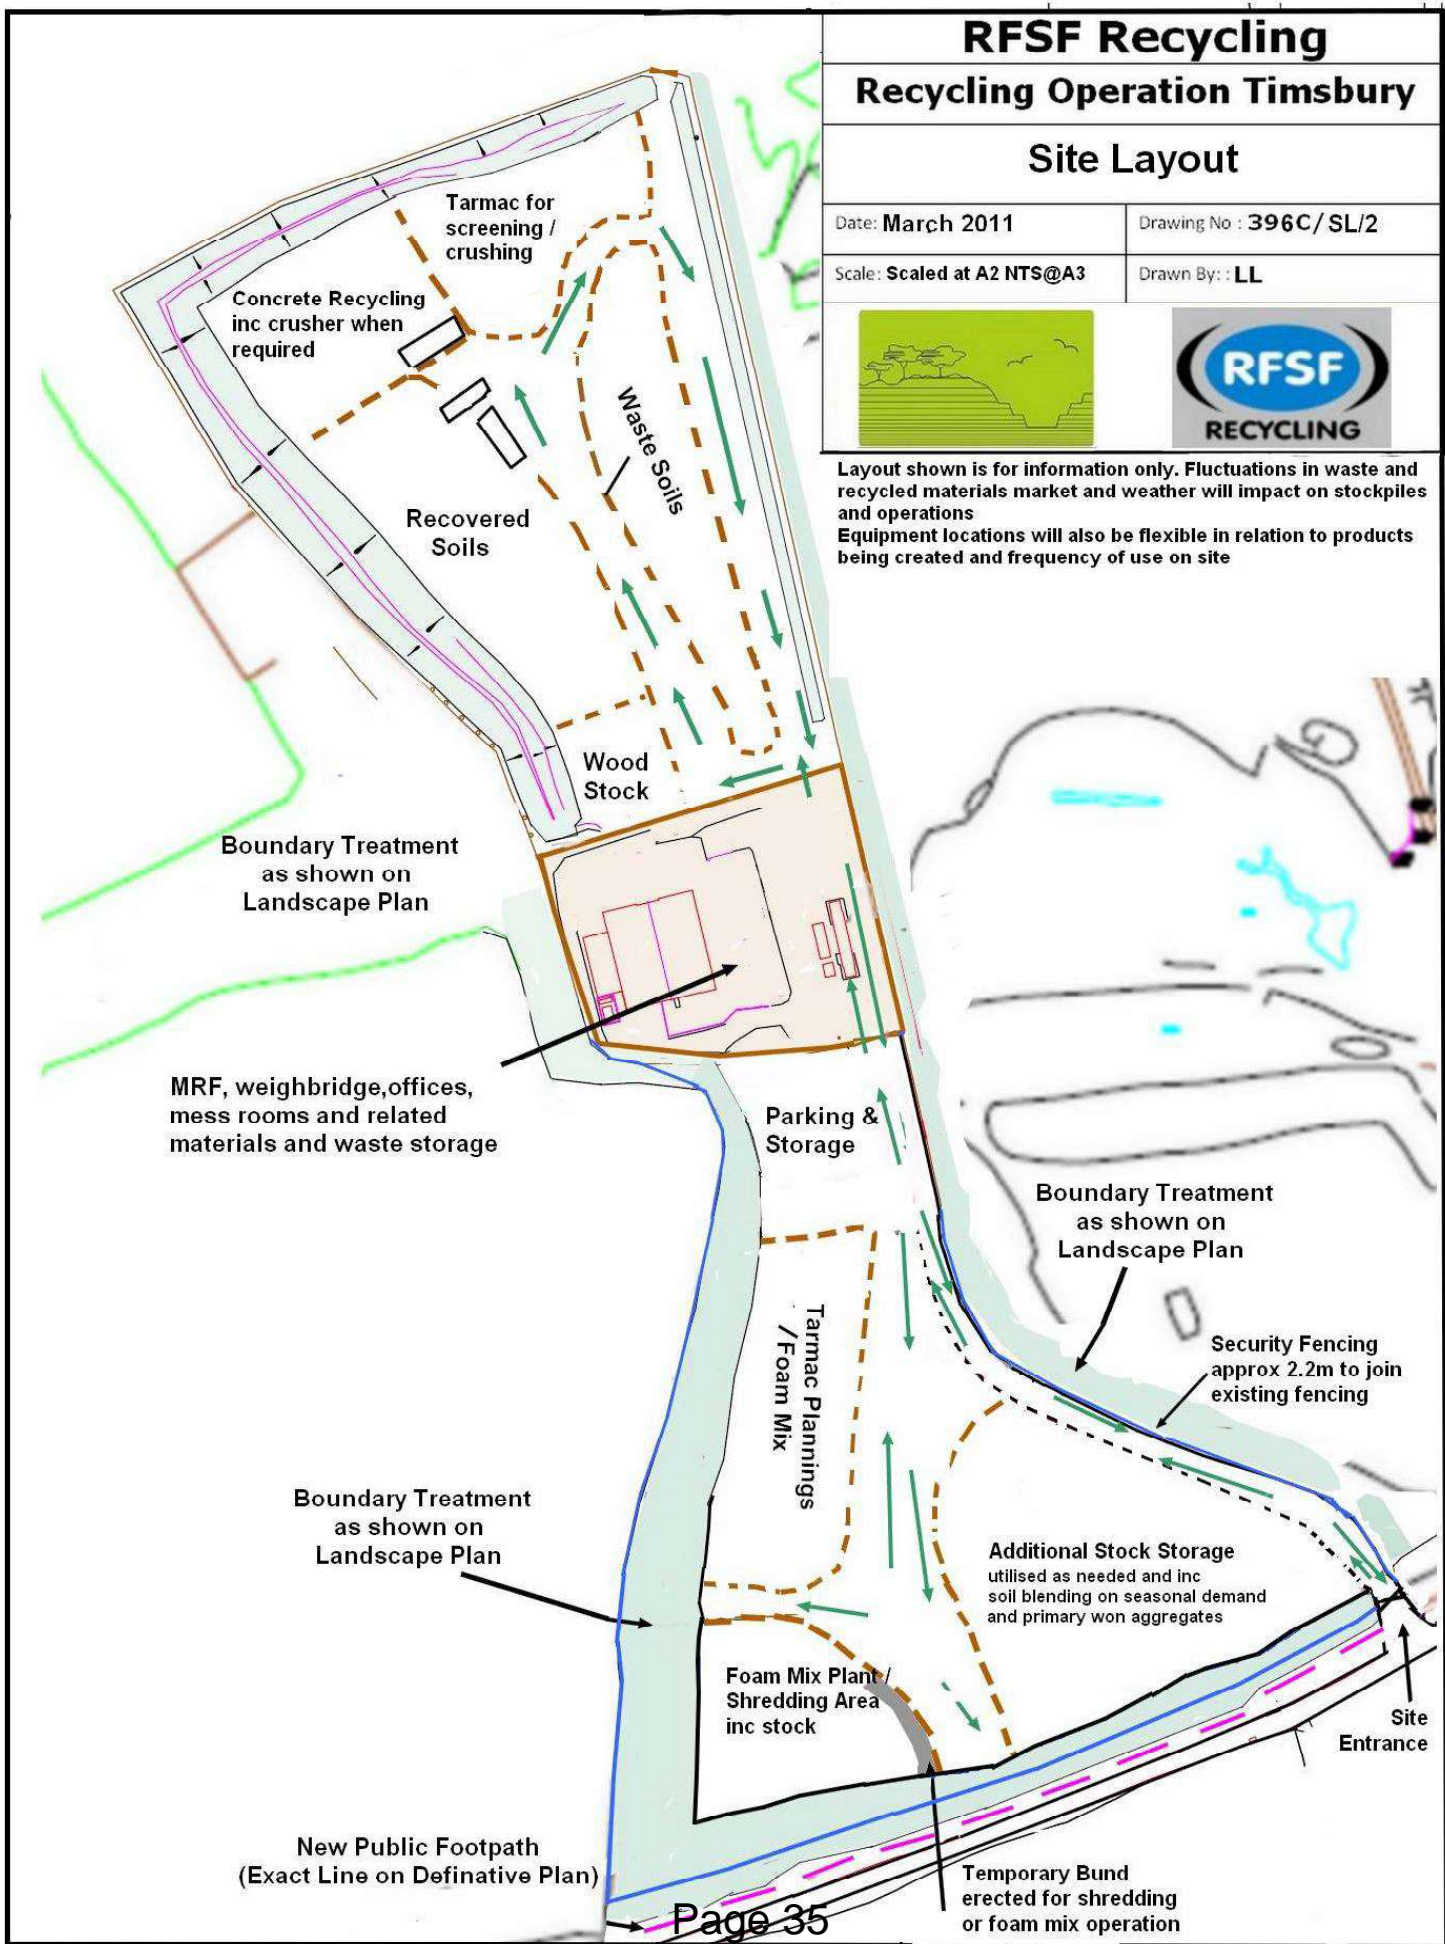 RFSF Recycling
Recycling Operation Timsbury
Site Layout
Date: March 2011
Drawing No : 396C/SL/2
Scale: Scaled at A2 NTS@A3
Drawn By: : LL
RFSF
RECYCLING
Layout shown is for information only. Fluctuations in waste and
recycled materials market and weather will impact on stockpiles
and operations
Equipment locations will also be flexible in relation to products
being created and frequency of use on site
Tarmac for
screening /
crushing
Concrete Recycling
inc crusher when
required
Waste Soils
Recovered
Soils
Wood
Stock
Boundary Treatment
as shown on
Landscape Plan
MRF, weighbridge,offices,
mess rooms and related
materials and waste storage
Parking &
Storage
Boundary Treatment
as shown on
Landscape Plan
Security Fencing
approx 2.2m to join
existing fencing
Tarmac Plannings
/Foam Mix
Boundary Treatment
as shown on
Landscape Plan
Additional Stock Storage
utilised as needed and inc
soil blending on seasonal demand
and primary won aggregates
Foam Mix Plant /
Shredding Area
inc stock
Site
Entrance
New Public Footpath
(Exact Line on Definative Plan)
Temporary Bund
erected for shredding
or foam mix operation
Page 35